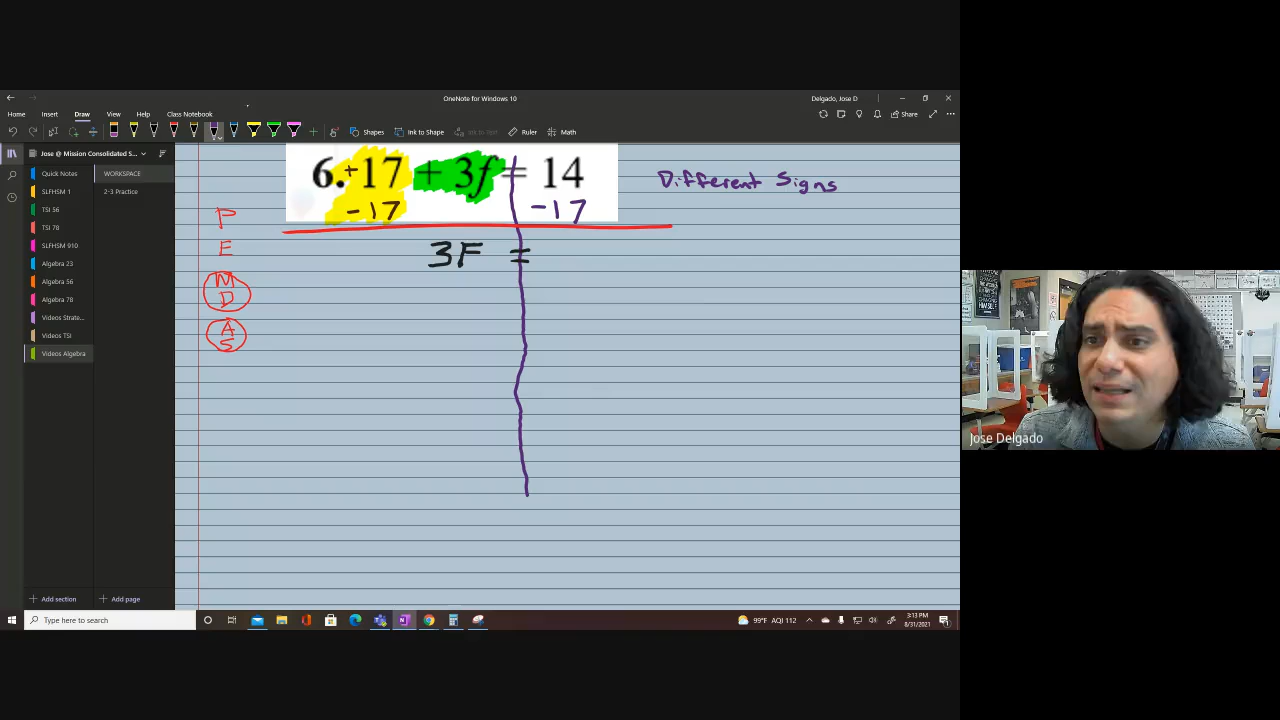 OneNote for Windows 10
Delgado, Jose D
Home Insert Draw View Help Class Notebook
Share
Shapes Ink to Shape Ink to Text Ruler Math
Jose @ Mission Consolidated S...
Quick Notes
SLFHSM 1
TSI 56
TSI 78
SLFHSM 910
Algebra 23
Algebra 56
Algebra 78
Videos Strate...
Videos TSI
Videos Algebra
WORKSPACE
2-3 Practice
6. +17 + 3f = 14
-17 -17
Different Signs
3F =
P
E
M
D
A
S
Jose Delgado
Add section
Add page
Type here to search
99°F AQI 112
3:13 PM
8/31/2021